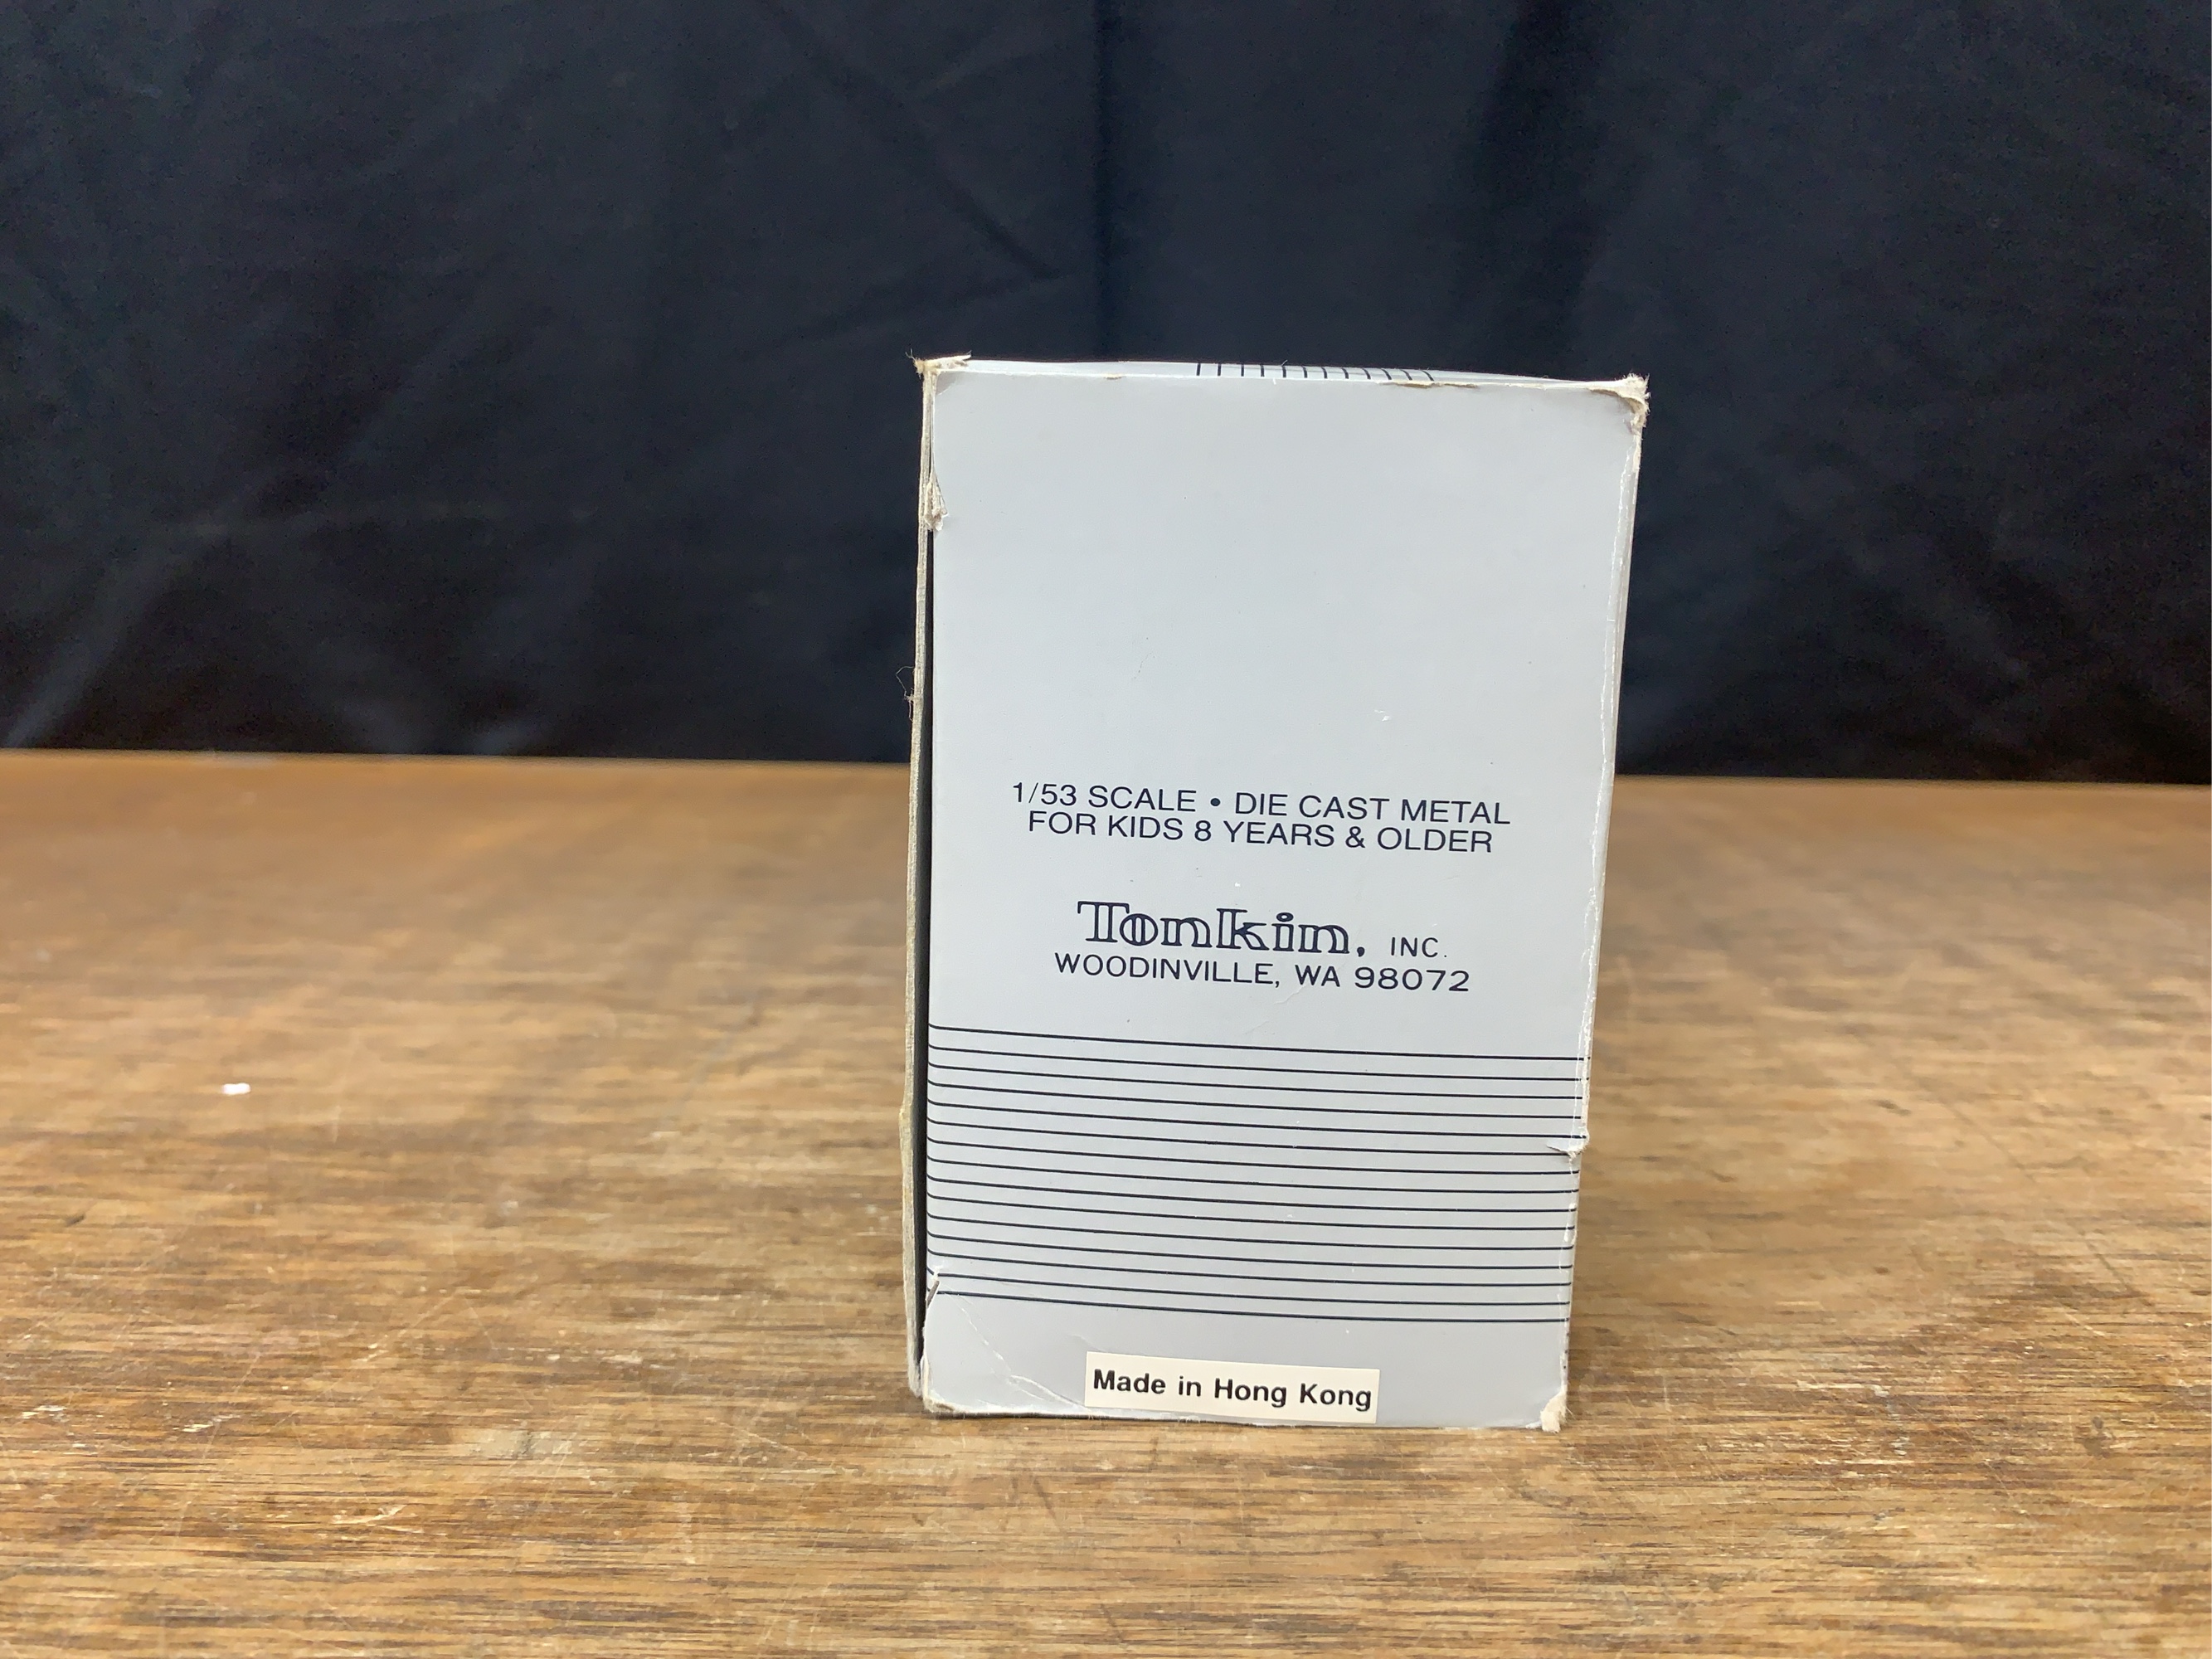 1/53 SCALE • DIE CAST METAL
FOR KIDS 8 YEARS & OLDER
Tonkin, INC.
WOODINVILLE, WA 98072
Made in Hong Kong